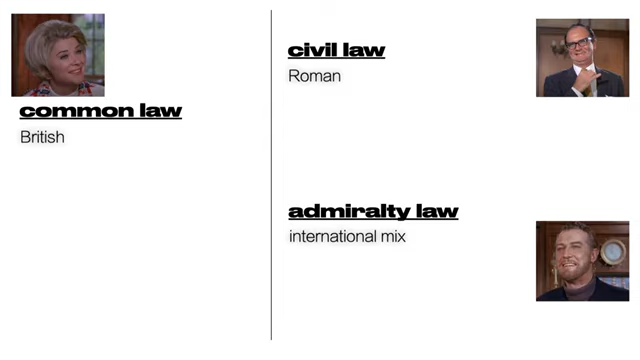 common law
British
civil law
Roman
admiralty law
international mix